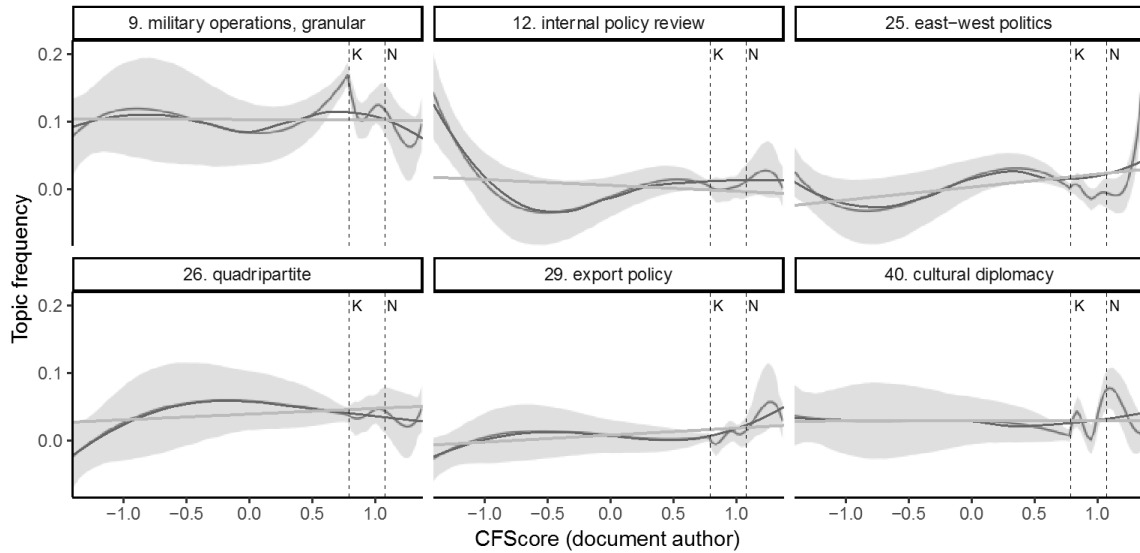 9. military operations, granular
12. internal policy review
25. east−west politics
K N
K N
K N
0.2
0.1
0.0
26. quadripartite
29. export policy
40. cultural diplomacy
K N
K N
K N
0.2
0.1
0.0
Topic frequency
−1.0 −0.5 0.0 0.5 1.0
−1.0 −0.5 0.0 0.5 1.0
−1.0 −0.5 0.0 0.5 1.0
CFScore (document author)